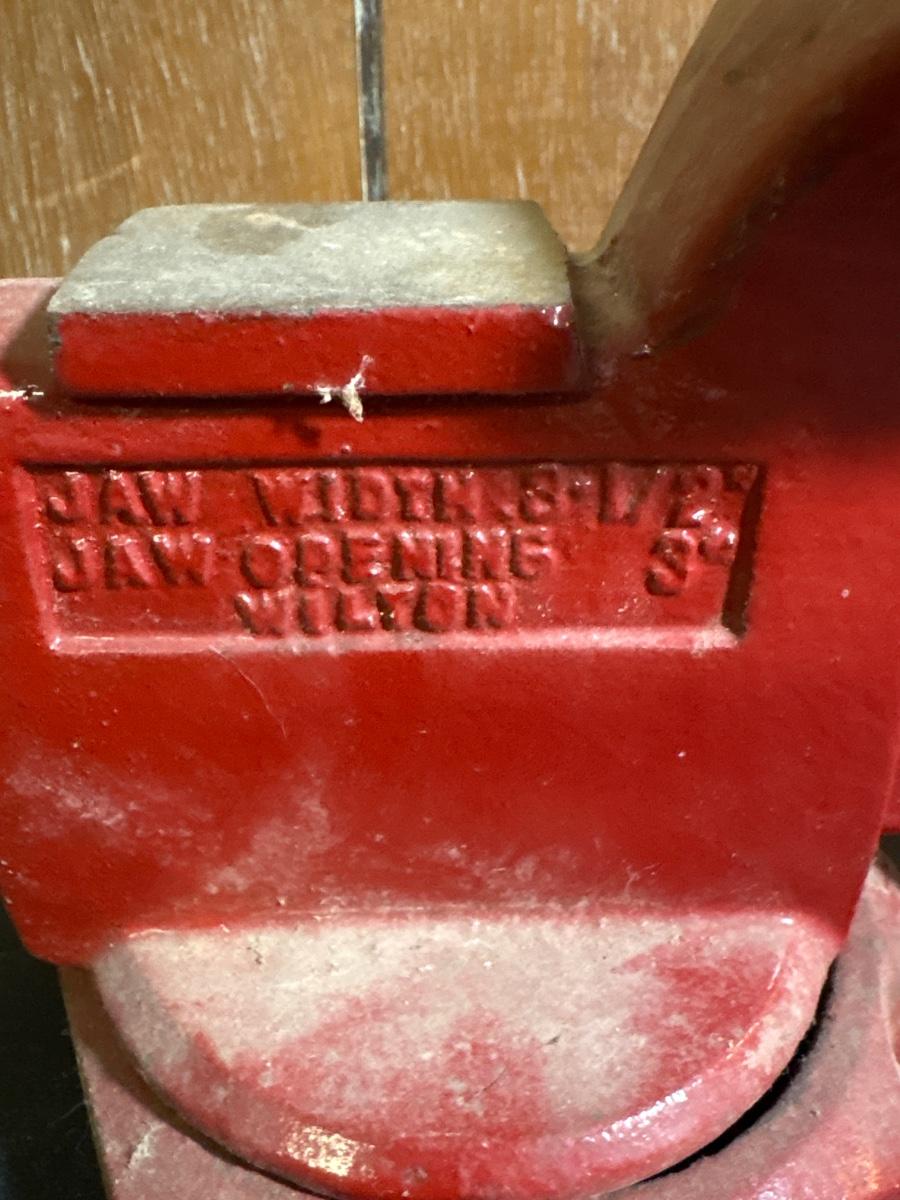 JAW WIDTH 3-1/2"
JAW OPENING 3"
WILTON